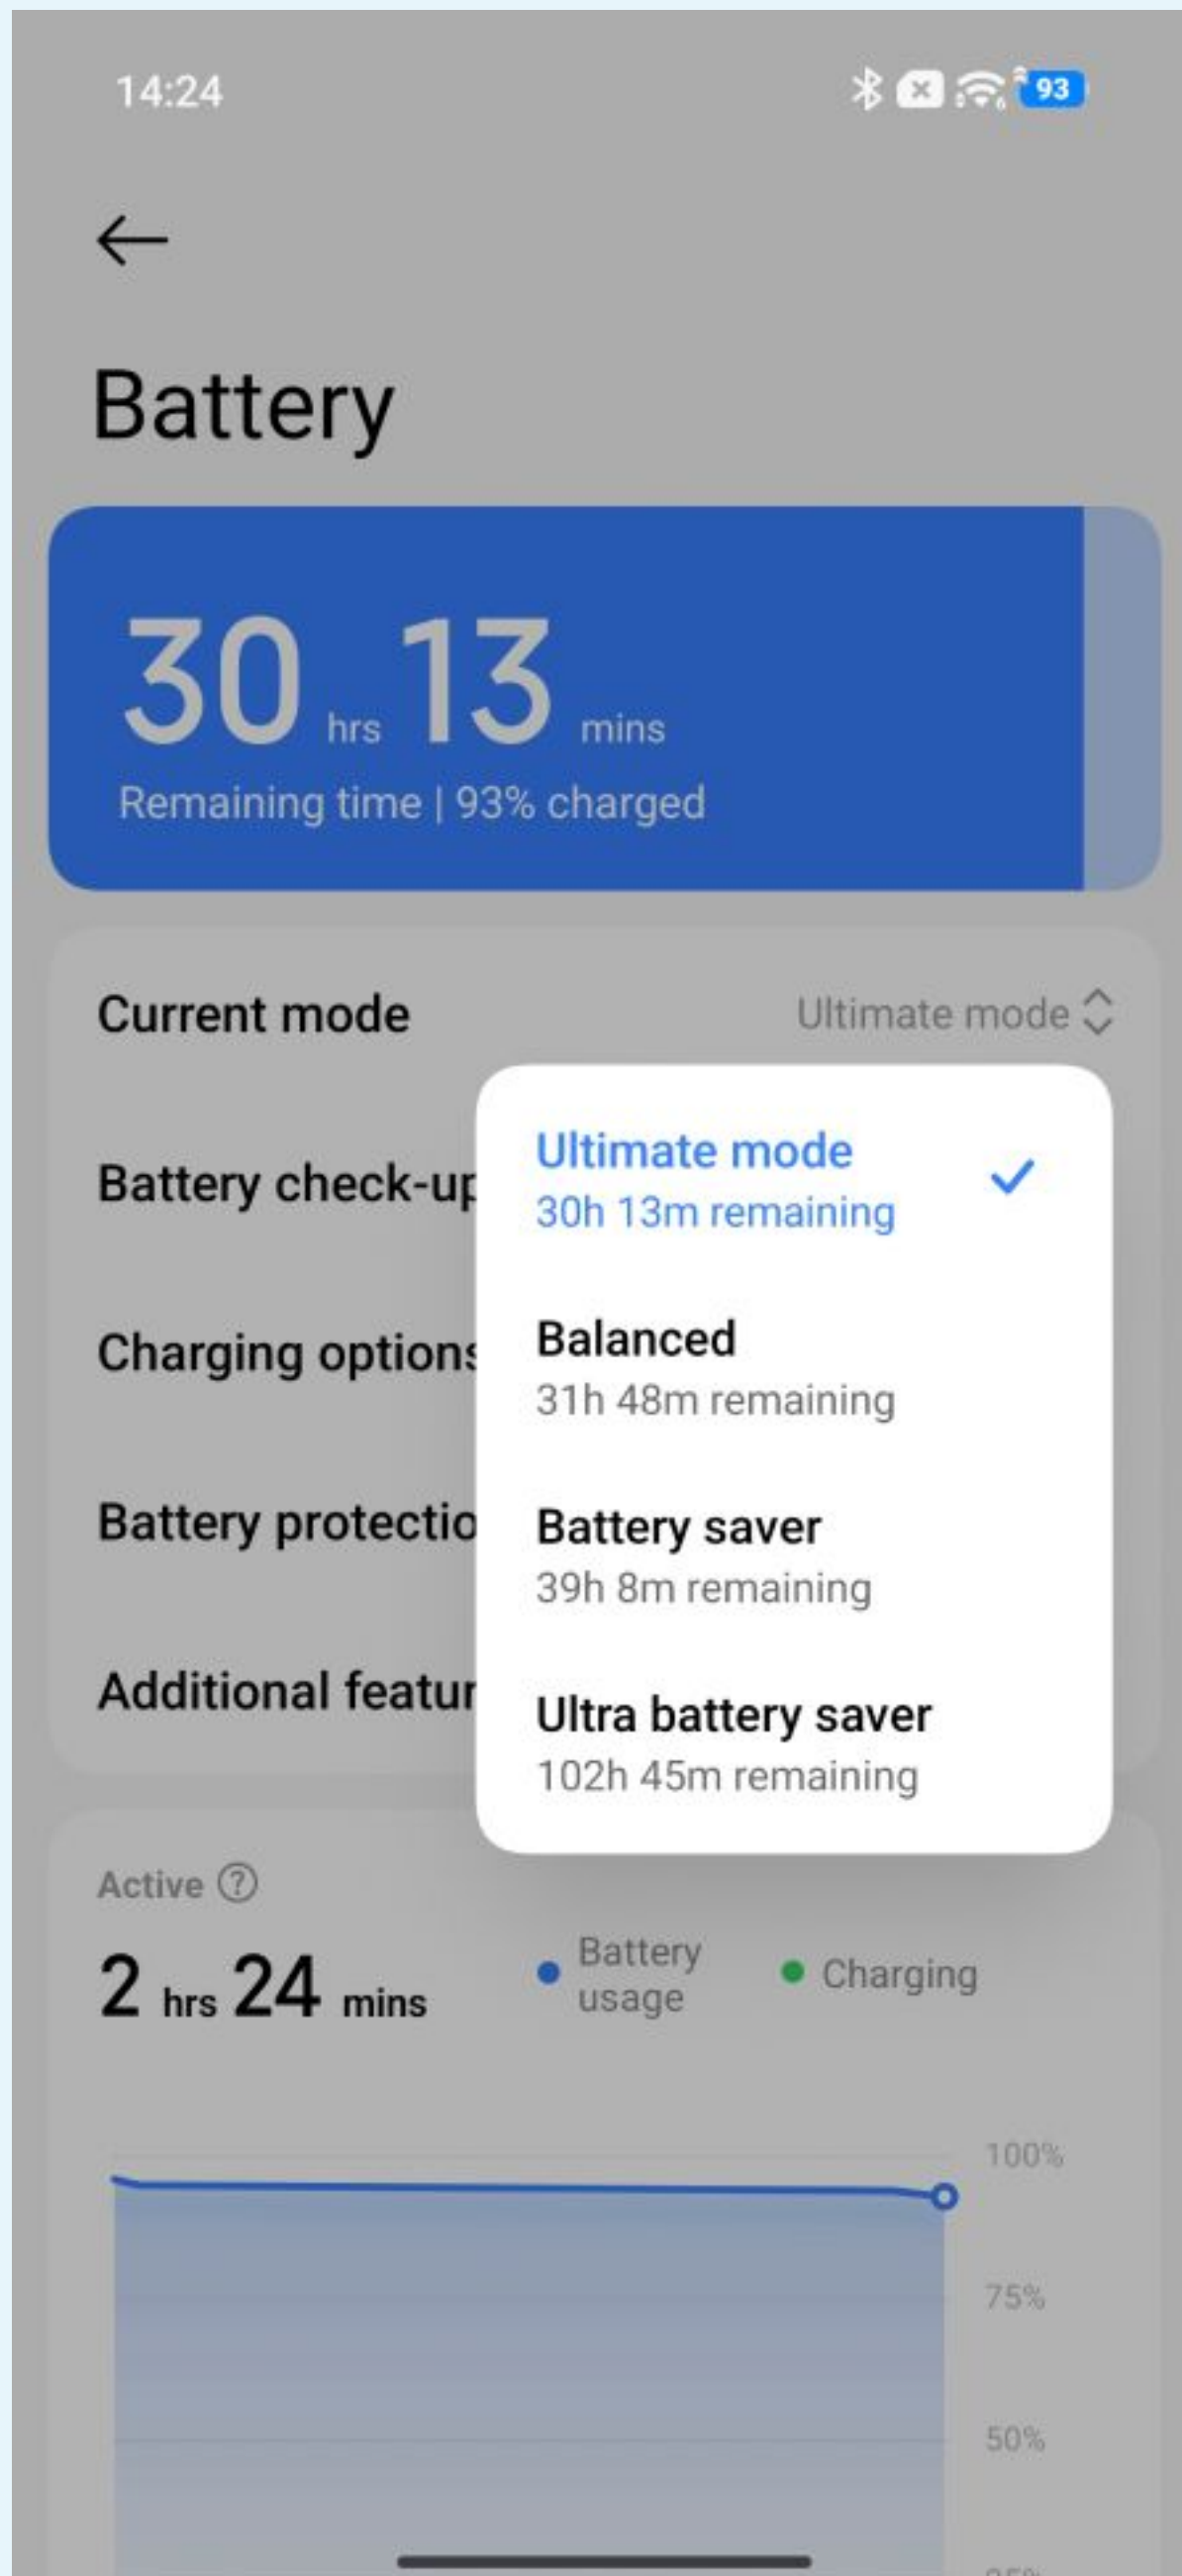 14:24
93
Battery
30 hrs 13 mins
Remaining time | 93% charged
Current mode
Ultimate mode
Ultimate mode
30h 13m remaining
Battery check-up
Balanced
31h 48m remaining
Charging options
Battery saver
39h 8m remaining
Battery protectio
Additional featur
Ultra battery saver
102h 45m remaining
Active ?
2 hrs 24 mins
Battery
usage
Charging
100%
75%
50%